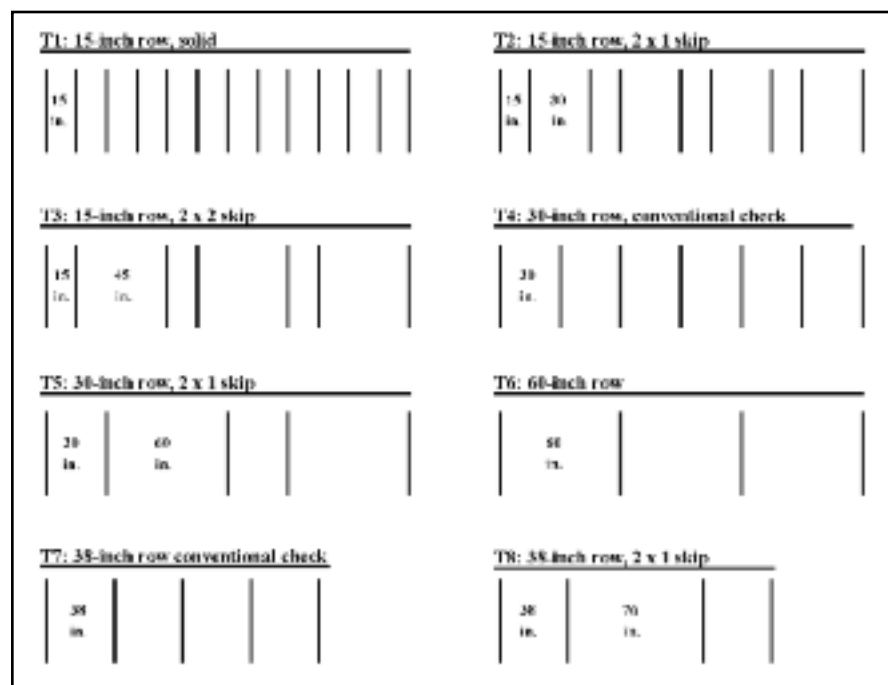 T1: 15-inch row, solid
15
in.
T2: 15-inch row, 2 x 1 skip
15 30
in. in.
T3: 15-inch row, 2 x 2 skip
15 45
in. in.
T4: 30-inch row, conventional check
30
in.
T5: 30-inch row, 2 x 1 skip
30 60
in. in.
T6: 60-inch row
60
in.
T7: 38-inch row conventional check
38
in.
T8: 38-inch row, 2 x 1 skip
38 70
in. in.